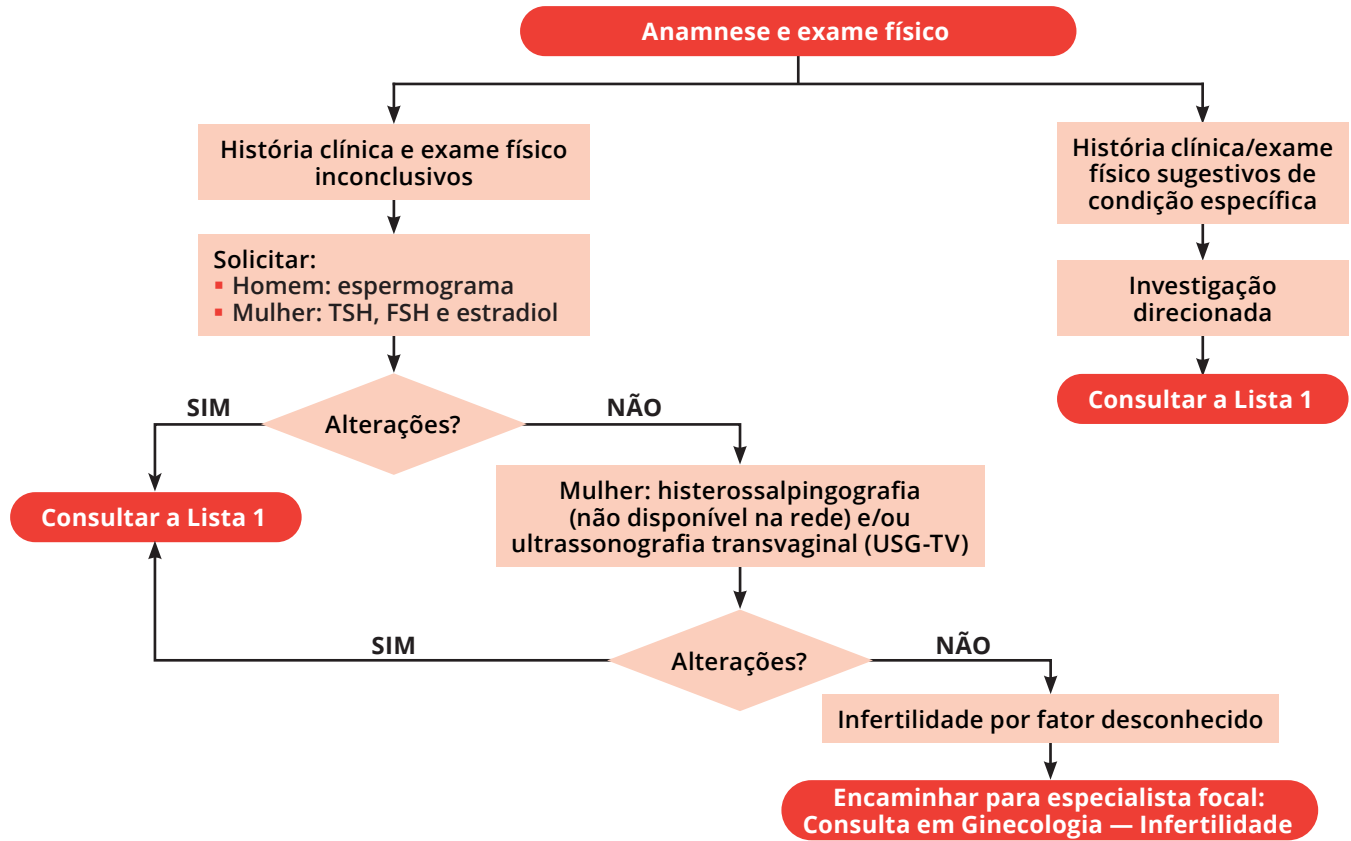 Anamnese e exame físico
História clínica e exame físico
inconclusivos
História clínica/exame
físico sugestivos de
condição específica
Solicitar:
▪ Homem: espermograma
▪ Mulher: TSH, FSH e estradiol
Investigação
direcionada
Consultar a Lista 1
Alterações?
SIM
NÃO
Consultar a Lista 1
Mulher: histerossalpingografia
(não disponível na rede) e/ou
ultrassonografia transvaginal (USG-TV)
Alterações?
SIM
NÃO
Infertilidade por fator desconhecido
Encaminhar para especialista focal:
Consulta em Ginecologia — Infertilidade